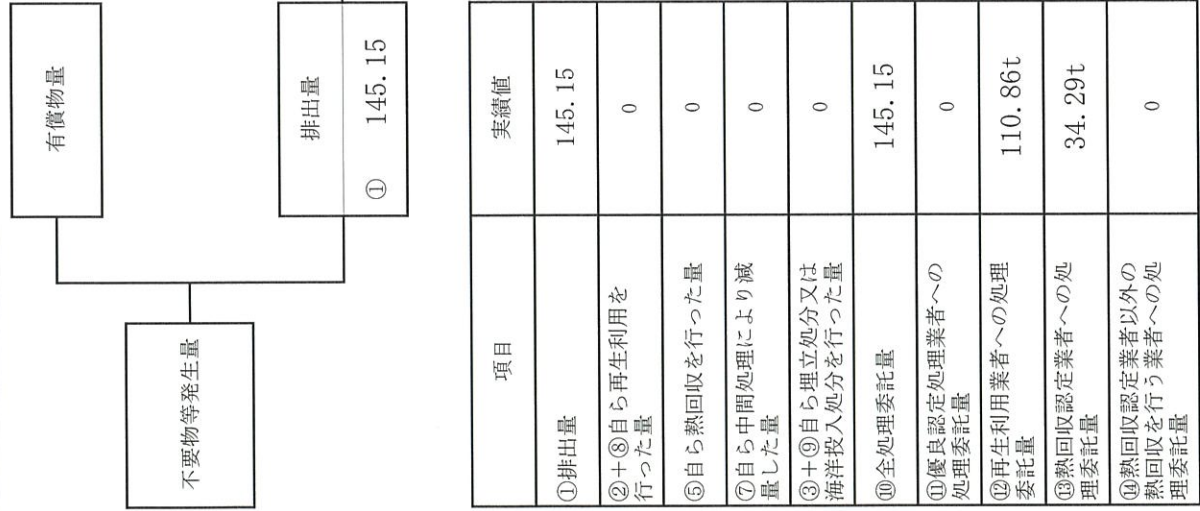 有償物量
不要物等発生量
排出量
① 145.15
項目 実績値
①排出量 145.15
②+⑧自ら再生利用を
行った量 0
⑤自ら熱回収を行った量 0
⑦自ら中間処理により減
量した量 0
③+⑨自ら埋立処分又は
海洋投入処分を行った量 0
⑩全処理委託量 145.15
⑪優良認定処理業者への
処理委託量 0
⑫再生利用業者への処理
委託量 110.86t
⑬熱回収認定業者への処
理委託量 34.29t
⑭熱回収認定業者以外の
熱回収を行う業者への処
理委託量 0